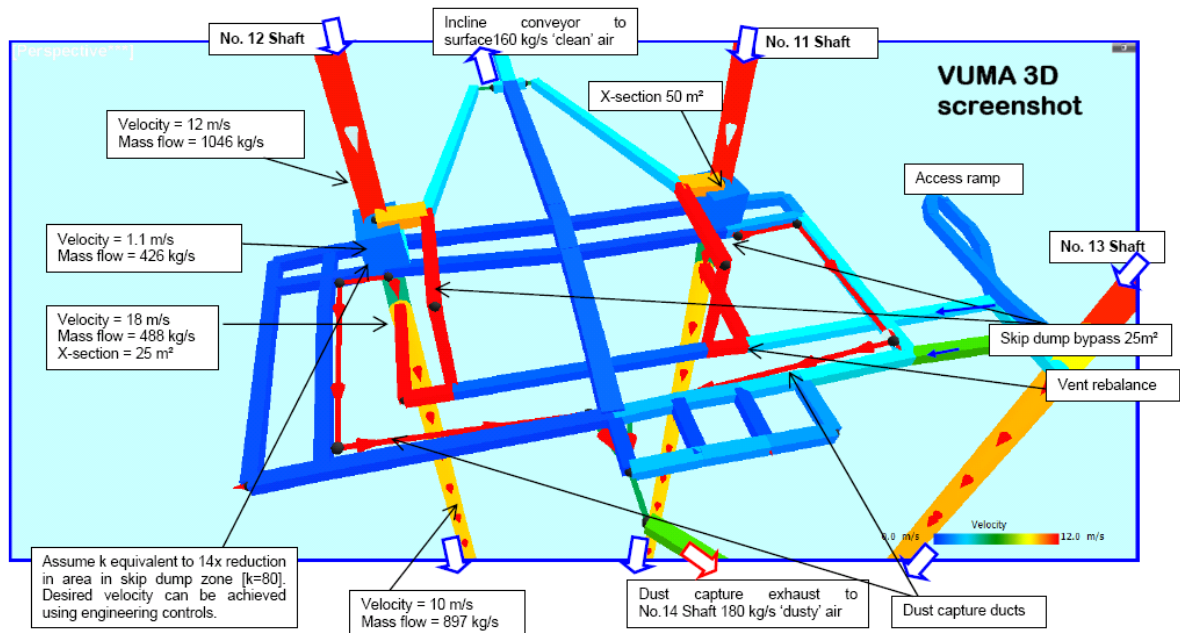 [Perspective***]
No. 12 Shaft
Incline conveyor to
surface160 kg/s ‘clean’ air
No. 11 Shaft
VUMA 3D
screenshot
X-section 50 m²
Velocity = 12 m/s
Mass flow = 1046 kg/s
Access ramp
Velocity = 1.1 m/s
Mass flow = 426 kg/s
No. 13 Shaft
Velocity = 18 m/s
Mass flow = 488 kg/s
X-section = 25 m²
Skip dump bypass 25m²
Vent rebalance
Velocity
0.0 m/s
12.0 m/s
Assume k equivalent to 14x reduction
in area in skip dump zone [k=80].
Desired velocity can be achieved
using engineering controls.
Velocity = 10 m/s
Mass flow = 897 kg/s
Dust capture exhaust to
No.14 Shaft 180 kg/s ‘dusty’ air
Dust capture ducts